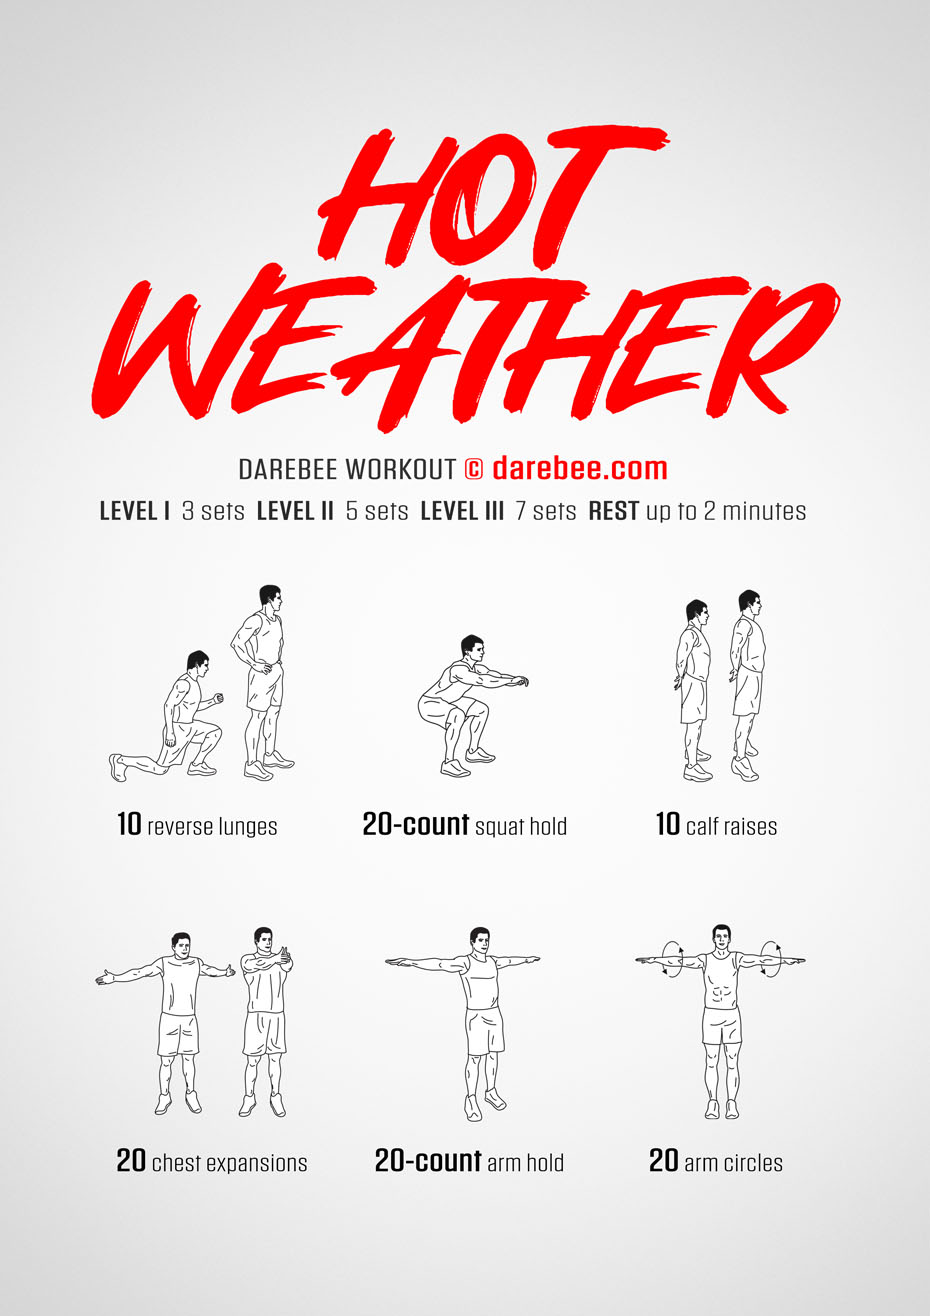 HOT
WEATHER
DAREBEE WORKOUT © darebee.com
LEVEL I 3 sets LEVEL II 5 sets LEVEL III 7 sets REST up to 2 minutes
10 reverse lunges
20-count squat hold
10 calf raises
20 chest expansions
20-count arm hold
20 arm circles